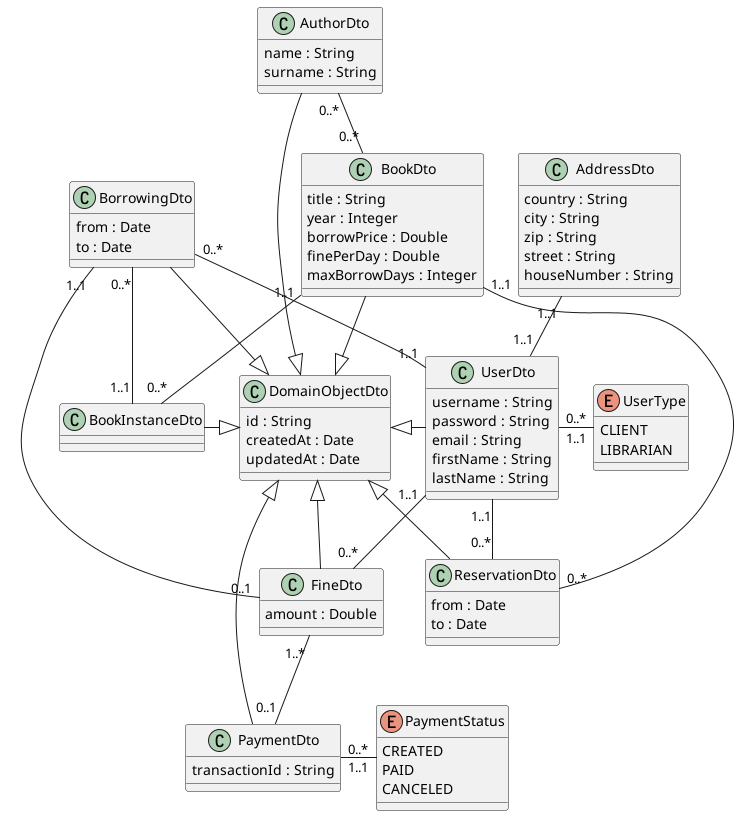 C AuthorDto
name : String
surname : String
0..*
0..*
C BookDto
title : String
year : Integer
borrowPrice : Double
finePerDay : Double
maxBorrowDays : Integer
C AddressDto
country : String
city : String
zip : String
street : String
houseNumber : String
C BorrowingDto
from : Date
to : Date
0..*
1..1
0..*
1..1
1..1
1..1
1..1
1..1
1..1
0..*
C DomainObjectDto
id : String
createdAt : Date
updatedAt : Date
C UserDto
username : String
password : String
email : String
firstName : String
lastName : String
E UserType
CLIENT
LIBRARIAN
0..*
1..1
C BookInstanceDto
1..1
1..1
0..*
0..*
C FineDto
amount : Double
0..1
C ReservationDto
from : Date
to : Date
0..*
1..*
0..1
C PaymentDto
transactionId : String
0..*
1..1
E PaymentStatus
CREATED
PAID
CANCELED